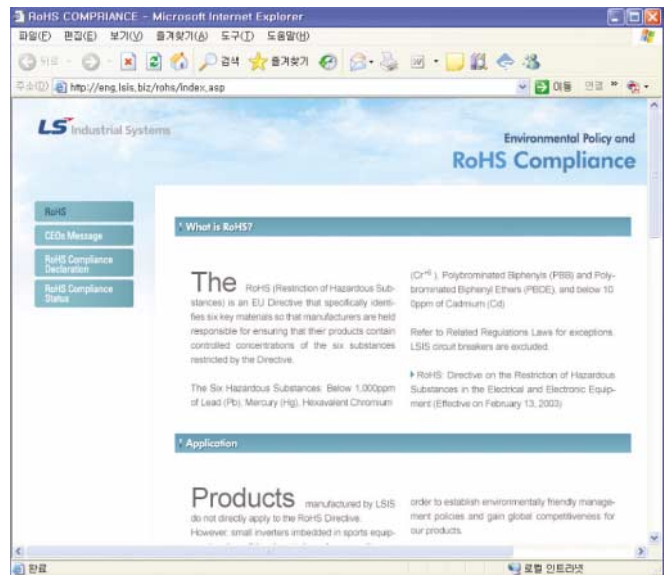 RoHS COMPRIANCE - Microsoft Internet Explorer
파일(F) 편집(E) 보기(V) 즐겨찾기(A) 도구(T) 도움말(H)
뒤로 검색 즐겨찾기
주소(D) http://eng.lsis.biz/rohs/index.asp 이동 연결 »
LS Industrial Systems
Environmental Policy and
RoHS Compliance
RoHS
CEOs Message
RoHS Compliance
Declaration
RoHS Compliance
Status
What is RoHS?
The RoHS (Restriction of Hazardous Sub-
stances) is an EU Directive that specifically identi-
fies six key materials so that manufacturers are held
responsible for ensuring that their products contain
controlled concentrations of the six substances
restricted by the Directive.
The Six Hazardous Substances: Below 1,000ppm
of Lead (Pb), Mercury (Hg), Hexavalent Chromium
(Cr+6 ), Polybrominated Biphenyls (PBB) and Poly-
brominated Biphenyl Ethers (PBDE), and below 10
0ppm of Cadmium (Cd)
Refer to Related Regulations Laws for exceptions.
LSIS circuit breakers are excluded.
RoHS: Directive on the Restriction of Hazardous
Substances in the Electrical and Electronic Equip-
ment (Effective on February 13, 2003)
Application
Products manufactured by LSIS
do not directly apply to the RoHS Directive.
However, small inverters imbedded in sports equip-
order to establish environmentally friendly manage-
ment policies and gain global competitiveness for
our products.
완료
로컬 인트라넷